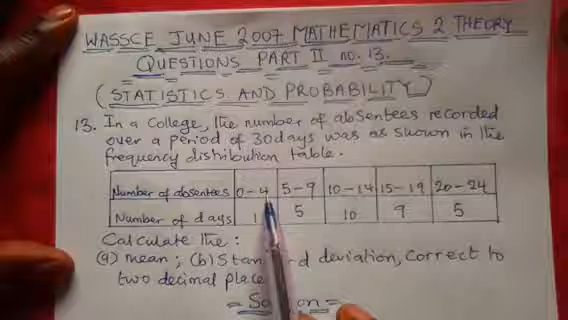 WASSCE JUNE 2007 MATHEMATICS 2 THEORY
QUESTIONS PART II no. 13.
(STATISTICS AND PROBABILITY)
13. In a College, the number of absentees recorded
over a period of 30 days was as shown in the
frequency distribution table.
Number of absentees 0-4 5-9 10-14 15-19 20-24
Number of days 1 5 10 9 5
Calculate the:
(a) mean; (b) deviation, correct to
two decimal